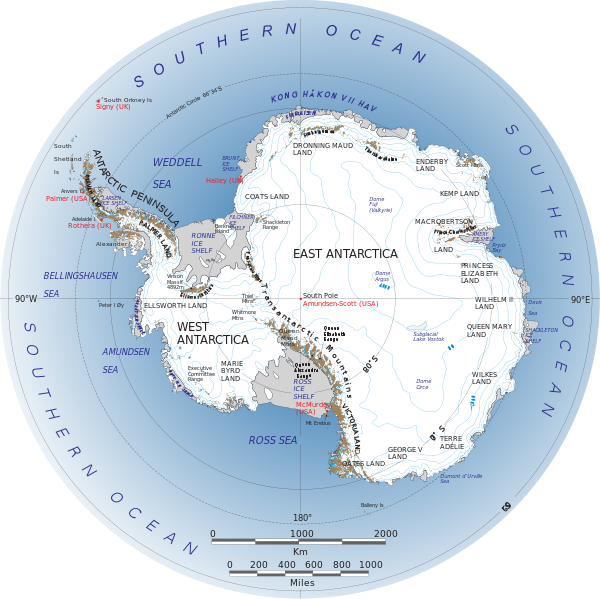 SOUTHERN OCEAN
KONG HÅKON VII HAV
Antarctic Circle 66°34'S
South Orkney Is
Signy (UK)
South
Shetland
Is
WEDDELL
SEA
BRUNT
ICE
SHELF
Halley (UK)
DRONNING MAUD
LAND
ENDERBY
LAND
KEMP LAND
SOUTHERN OCEAN
ANTARCTIC PENINSULA
Anvers Is
Palmer (USA)
LARSEN
ICE SHELF
Adelaide I
Rothera (UK)
Alexander I
PALMER LAND
COATS LAND
Dome
Fuji
(Valkyrie)
MACROBERTSON
LAND
AMERY
ICE SHELF
Prydz
Bay
FILCHNER
ICE
SHELF
Berkner
Island
Shackleton
Range
RONNE
ICE
SHELF
EAST ANTARCTICA
PRINCESS
ELIZABETH
LAND
BELLINGSHAUSEN
SEA
Vinson
Massif
4892m
Dome
Argus
90°W
Peter I Øy
ELLSWORTH LAND
Thiel
Mtns
South Pole
Amundsen-Scott (USA)
WILHELM II
LAND
90°E
Davis
Sea
Whitmore
Mtns
Transantarctic Mountains
WEST
ANTARCTICA
Queen
Maud
Mtns
Queen
Elizabeth
Range
Subglacial
Lake Vostok
QUEEN MARY
LAND
SHACKLETON
ICE
SHELF
AMUNDSEN
SEA
Executive
Committee
Range
MARIE
BYRD
LAND
Queen
Alexandra
Range
ROSS
ICE
SHELF
80°S
Dome
Circe
WILKES
LAND
McMurdo
(USA)
Mt Erebus
VICTORIA LAND
SOUTHERN OCEAN
ROSS SEA
OATES LAND
GEORGE V
LAND
TERRE
ADÉLIE
Dumont d'Urville
Sea
Balleny Is
180°
0 1000 2000
Km
0 200 400 600 800 1000
Miles